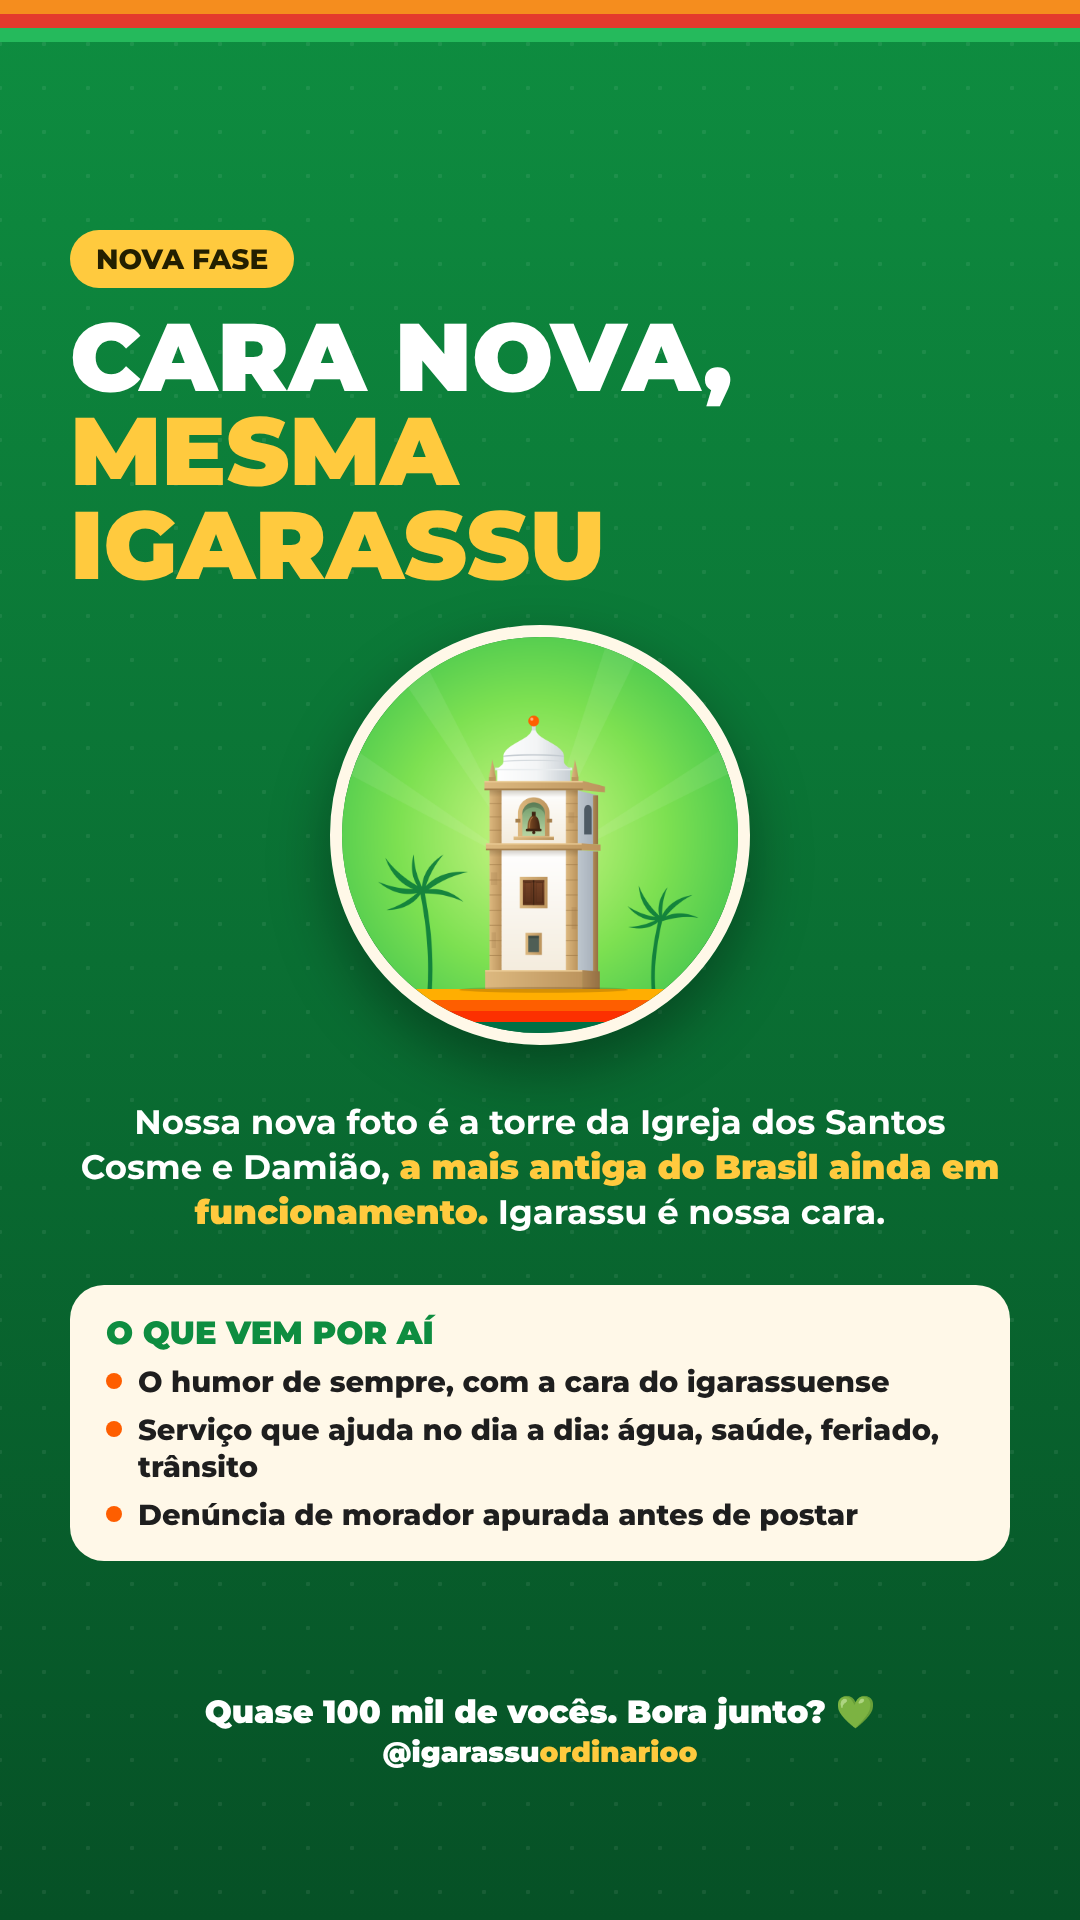 NOVA FASE
CARA NOVA,
MESMA
IGARASSU
Nossa nova foto é a torre da Igreja dos Santos
Cosme e Damião, a mais antiga do Brasil ainda em
funcionamento. Igarassu é nossa cara.
O QUE VEM POR AÍ
O humor de sempre, com a cara do igarassuense
Serviço que ajuda no dia a dia: água, saúde, feriado,
trânsito
Denúncia de morador apurada antes de postar
Quase 100 mil de vocês. Bora junto? 💚
@igarassuordinarioo